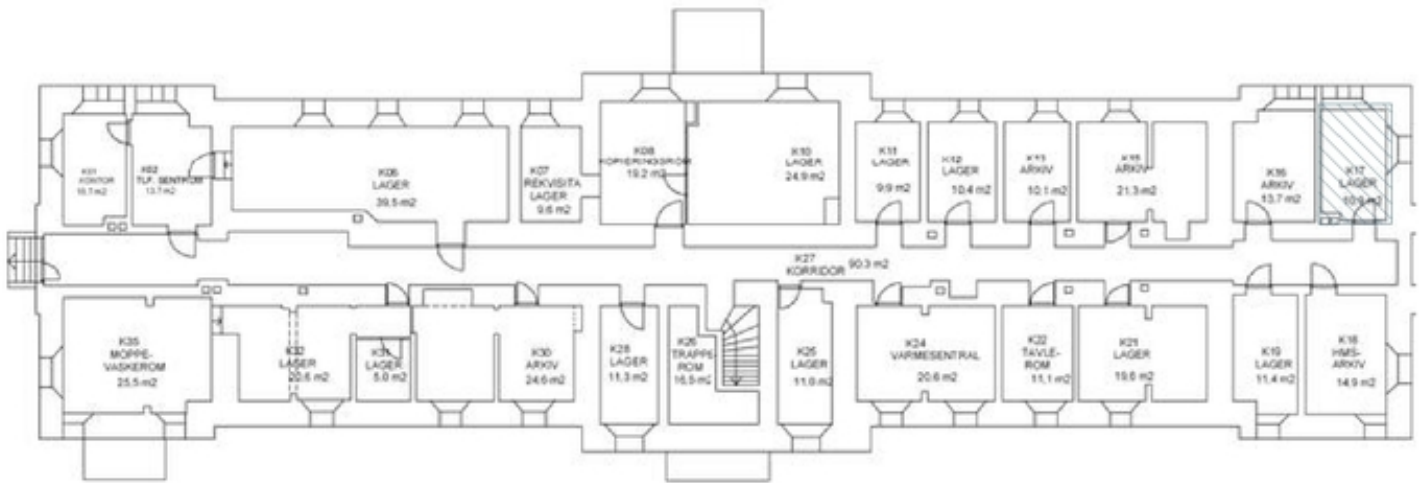 K01
KONTOR
K02
TLF. SENTRUM
13,7 m2
K06
LAGER
39,5 m2
K07
REKVISITA
LAGER
9,6 m2
K08
KOPIERINGSROM
19,2 m2
K10
LAGER
24,9 m2
K11
LAGER
9,9 m2
K12
LAGER
10,4 m2
K13
ARKIV
10,1 m2
K15
ARKIV
21,3 m2
K16
ARKIV
13,7 m2
K17
LAGER
K27
KORRIDOR
90,3 m2
K35
MOPPE-
VASKEROM
25,5 m2
K32
LAGER
20,6 m2
K31
LAGER
5,0 m2
K30
ARKIV
24,6 m2
K28
LAGER
11,3 m2
K26
TRAPPE-
ROM
16,5 m2
K25
LAGER
K24
VARMESENTRAL
20,6 m2
K22
TAVLE-
ROM
11,1 m2
K21
LAGER
19,6 m2
K19
LAGER
11,4 m2
K18
HMS-
ARKIV
14,9 m2